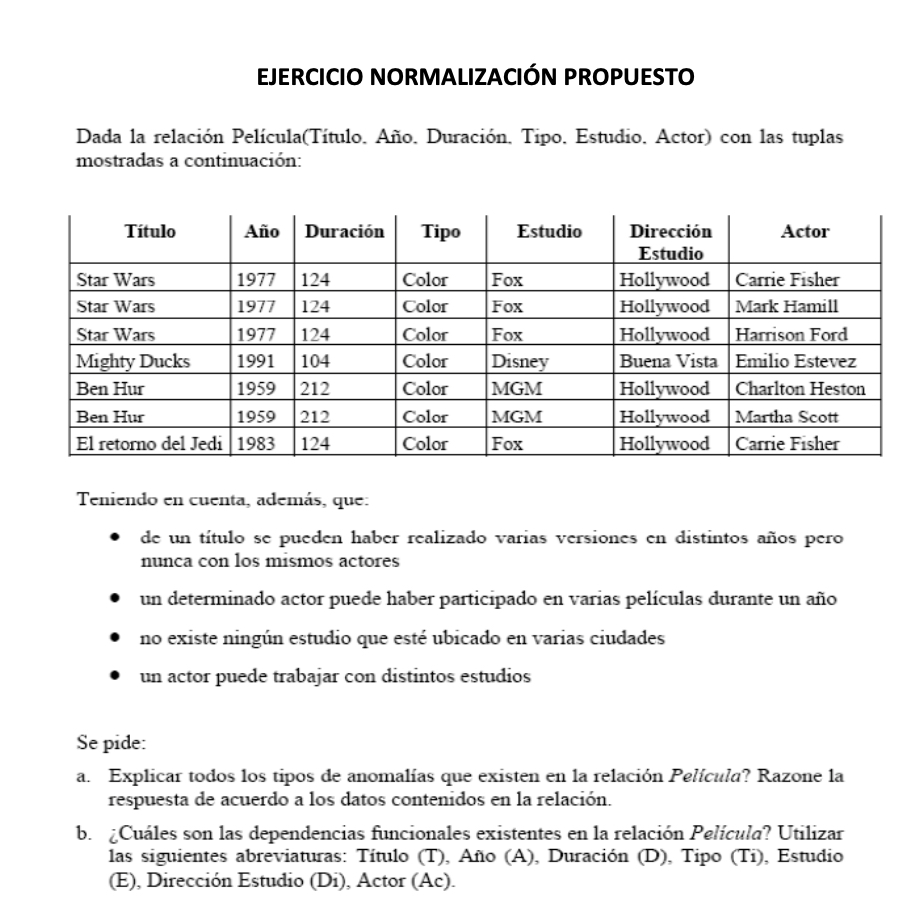 EJERCICIO NORMALIZACIÓN PROPUESTO
Dada la relación Película(Título, Año, Duración, Tipo, Estudio, Actor) con las tuplas
mostradas a continuación:
Título Año Duración Tipo Estudio Dirección Estudio Actor
Star Wars 1977 124 Color Fox Hollywood Carrie Fisher
Star Wars 1977 124 Color Fox Hollywood Mark Hamill
Star Wars 1977 124 Color Fox Hollywood Harrison Ford
Mighty Ducks 1991 104 Color Disney Buena Vista Emilio Estevez
Ben Hur 1959 212 Color MGM Hollywood Charlton Heston
Ben Hur 1959 212 Color MGM Hollywood Martha Scott
El retorno del Jedi 1983 124 Color Fox Hollywood Carrie Fisher
Teniendo en cuenta, además, que:
• de un título se pueden haber realizado varias versiones en distintos años pero
nunca con los mismos actores
• un determinado actor puede haber participado en varias películas durante un año
• no existe ningún estudio que esté ubicado en varias ciudades
• un actor puede trabajar con distintos estudios
Se pide:
a. Explicar todos los tipos de anomalías que existen en la relación Película? Razone la
respuesta de acuerdo a los datos contenidos en la relación.
b. ¿Cuáles son las dependencias funcionales existentes en la relación Película? Utilizar
las siguientes abreviaturas: Título (T), Año (A), Duración (D), Tipo (Ti), Estudio
(E), Dirección Estudio (Di), Actor (Ac).